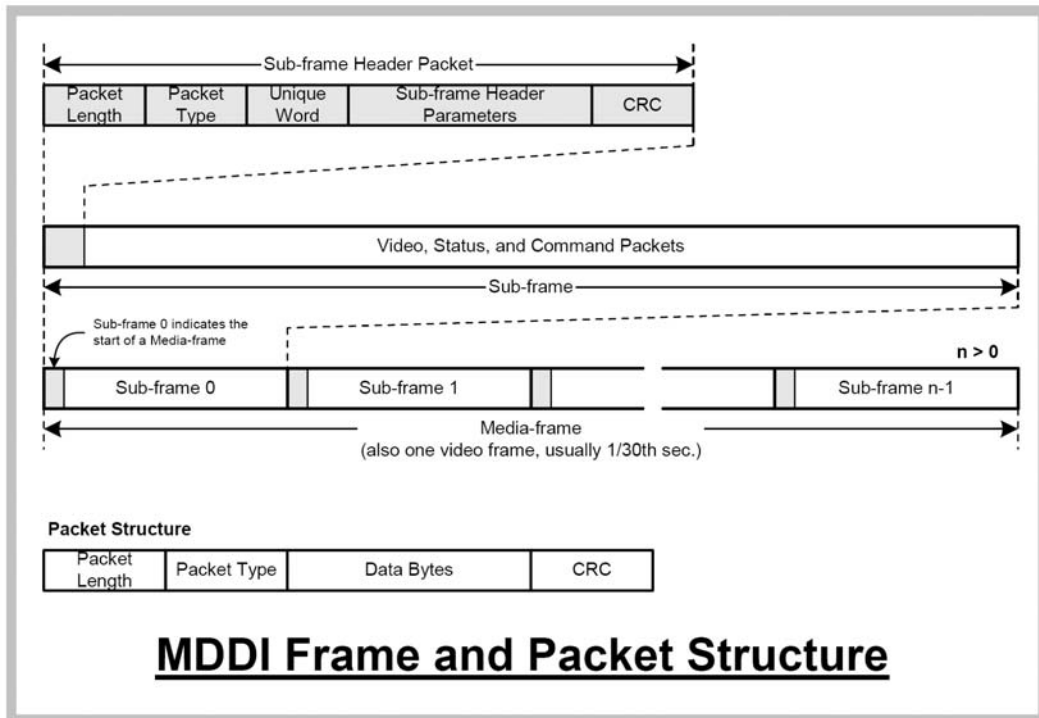 Sub-frame Header Packet
Packet Length
Packet Type
Unique Word
Sub-frame Header Parameters
CRC
Video, Status, and Command Packets
Sub-frame
Sub-frame 0 indicates the
start of a Media-frame
n > 0
Sub-frame 0
Sub-frame 1
Sub-frame n-1
Media-frame
(also one video frame, usually 1/30th sec.)
Packet Structure
Packet Length
Packet Type
Data Bytes
CRC
MDDI Frame and Packet Structure